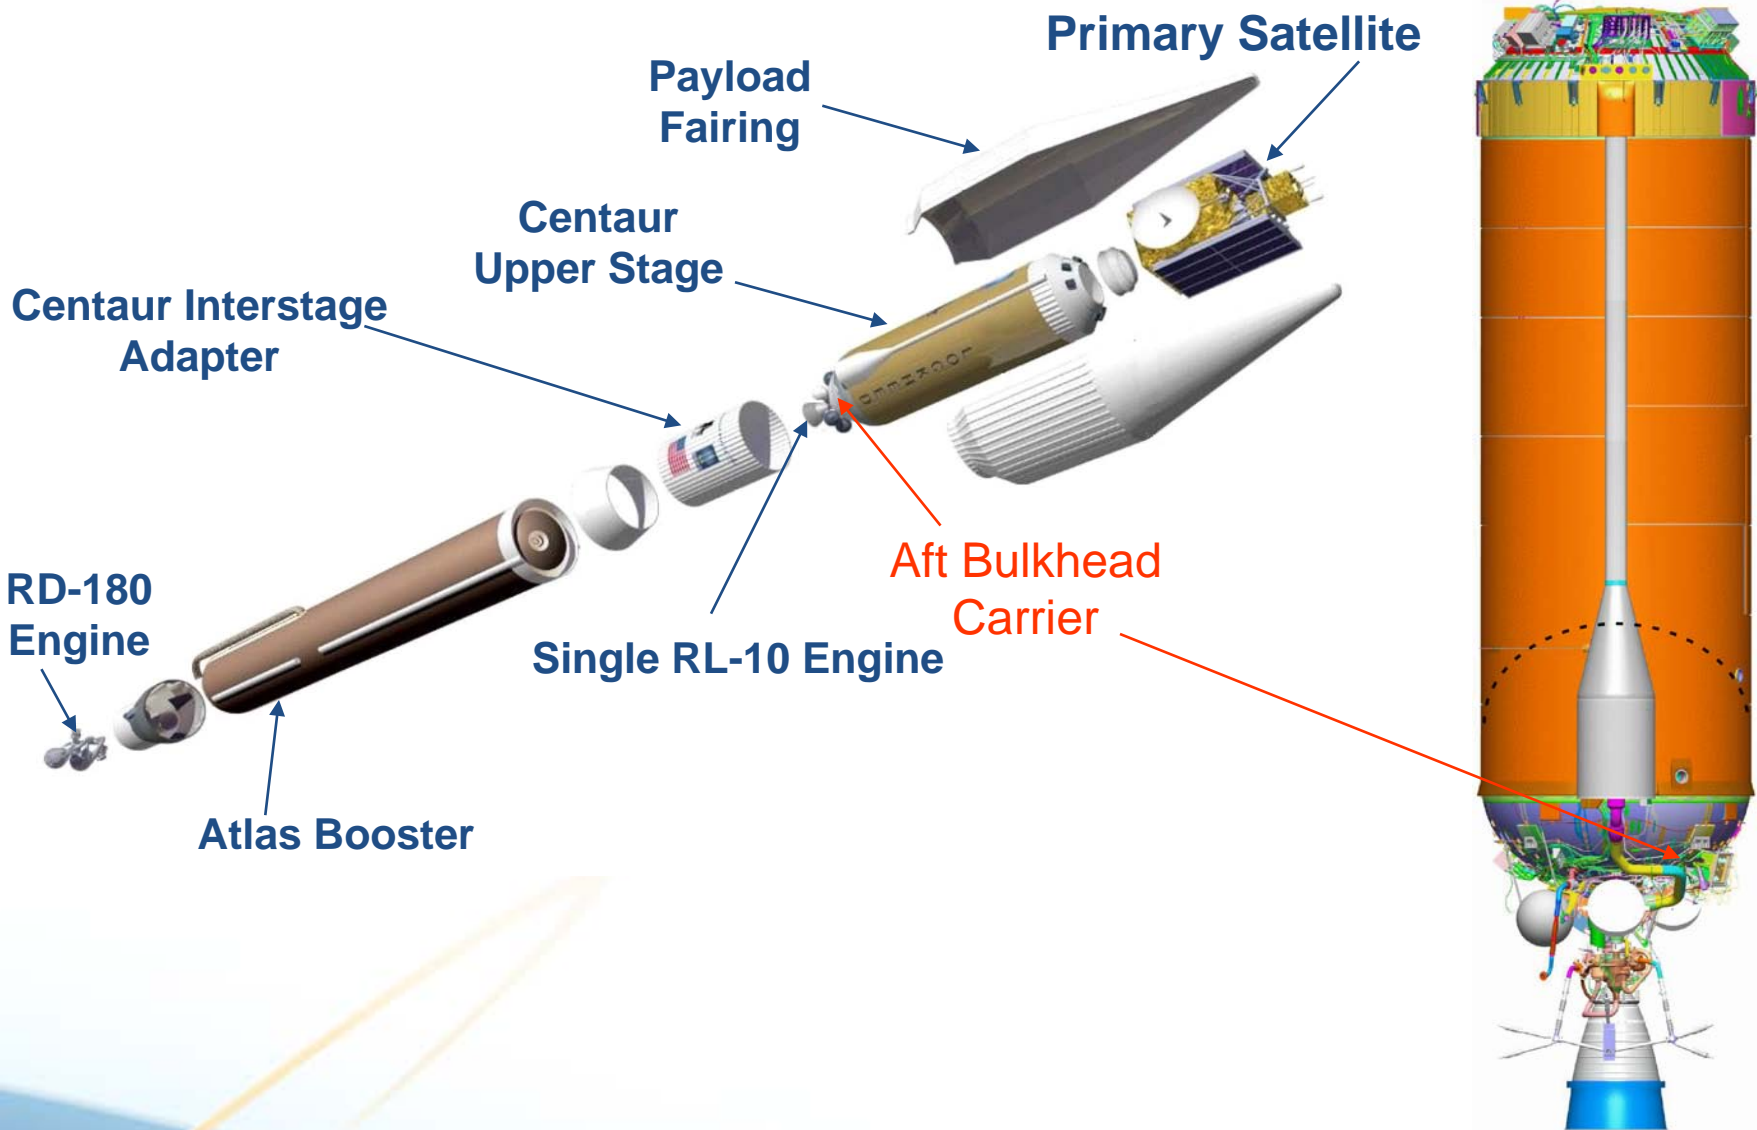 Primary Satellite
Payload
Fairing
Centaur
Upper Stage
Centaur Interstage
Adapter
LOCKHEED
Aft Bulkhead
Carrier
RD-180
Engine
Single RL-10 Engine
Atlas Booster